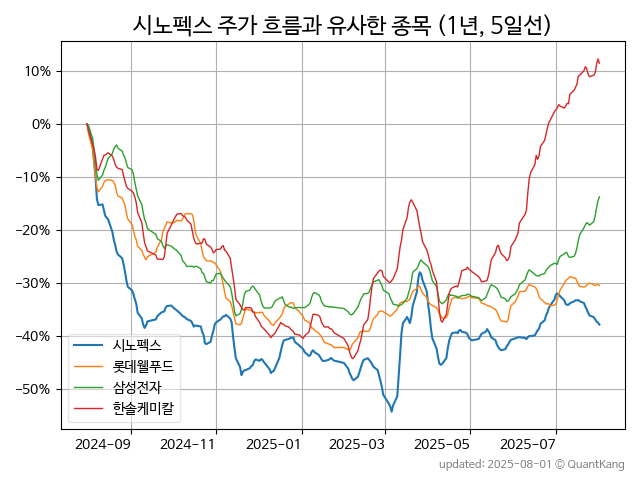 시노펙스 주가 흐름과 유사한 종목 (1년, 5일선)
10%
0%
-10%
-20%
-30%
-40%
-50%
시노펙스
롯데웰푸드
삼성전자
한솔케미칼
2024-09 2024-11 2025-01 2025-03 2025-05 2025-07
updated: 2025-08-01 © QuantKang